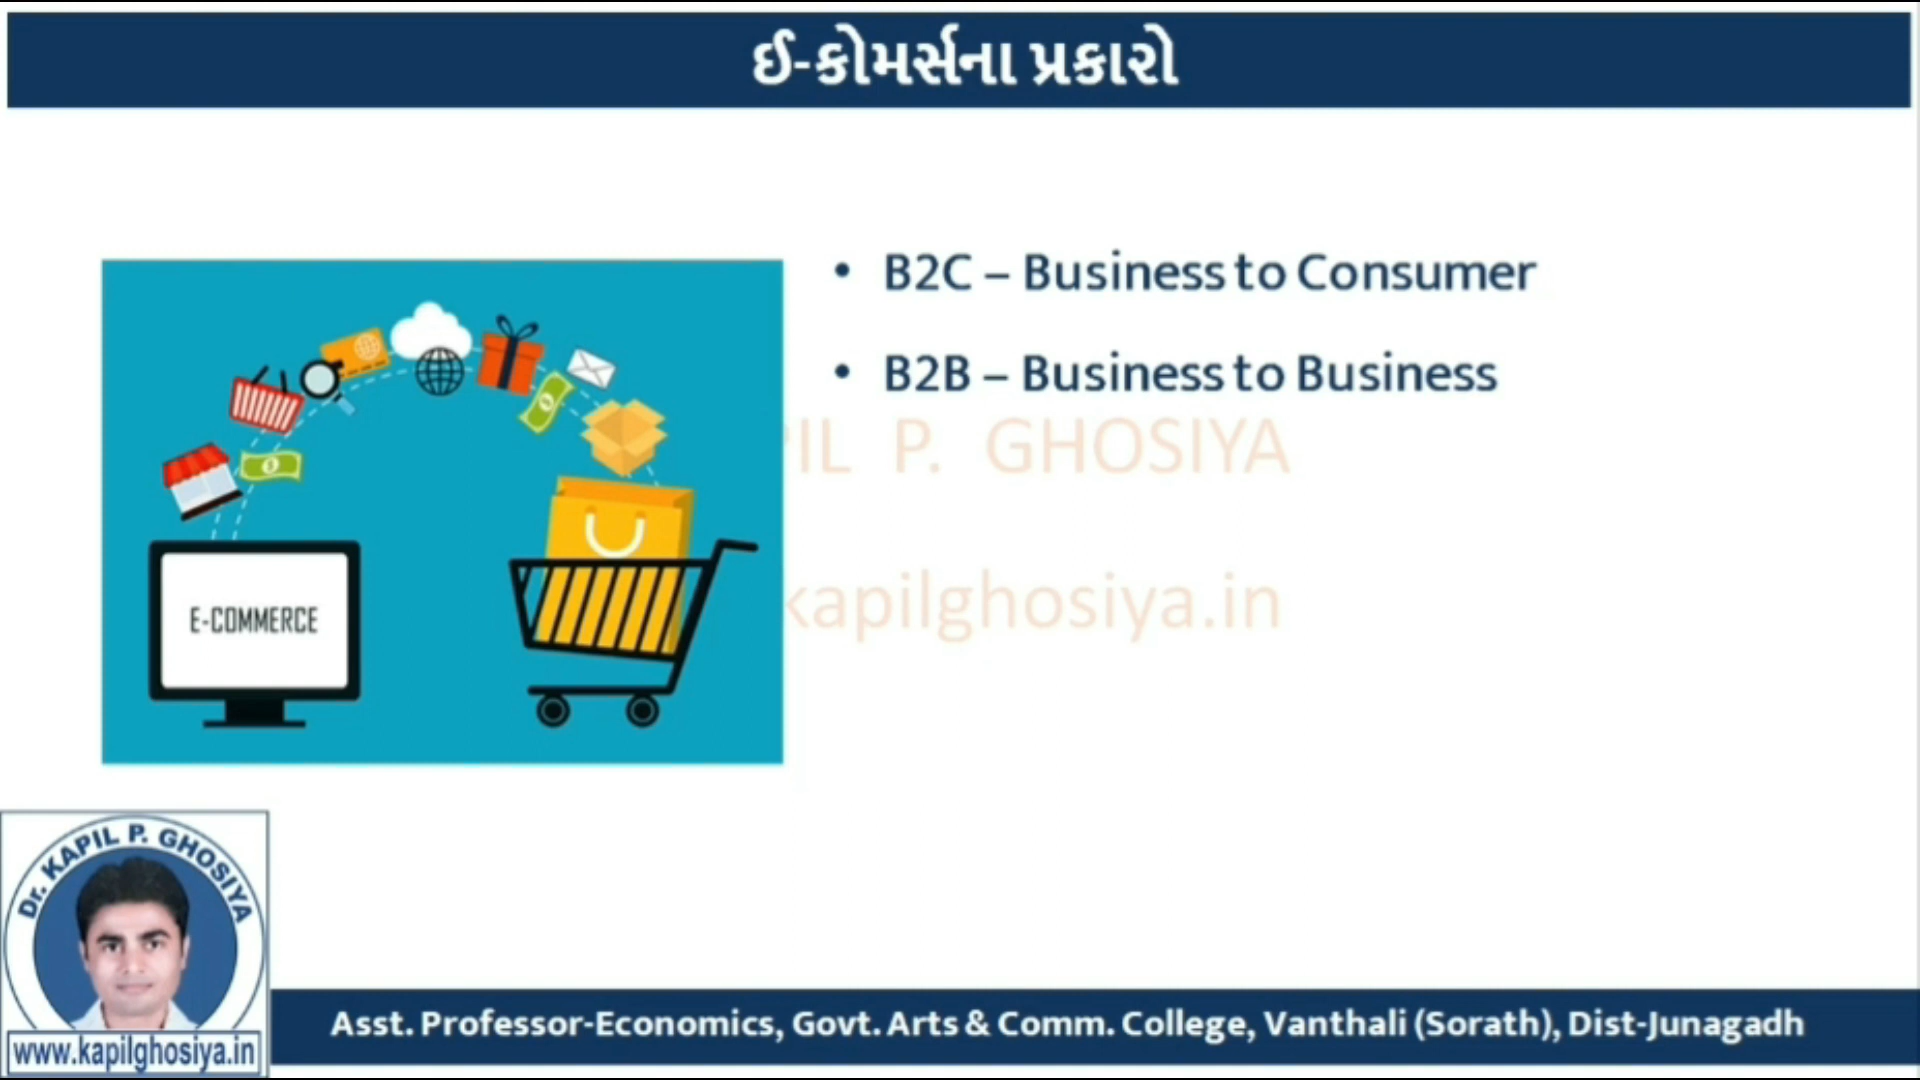 ઈ-કોમર્સના પ્રકારો
• B2C – Business to Consumer
• B2B – Business to Business
PIL P. GHOSIYA
kapilghosiya.in
E-COMMERCE
Dr. KAPIL P. GHOSIYA
www.kapilghosiya.in
Asst. Professor-Economics, Govt. Arts & Comm. College, Vanthali (Sorath), Dist-Junagadh